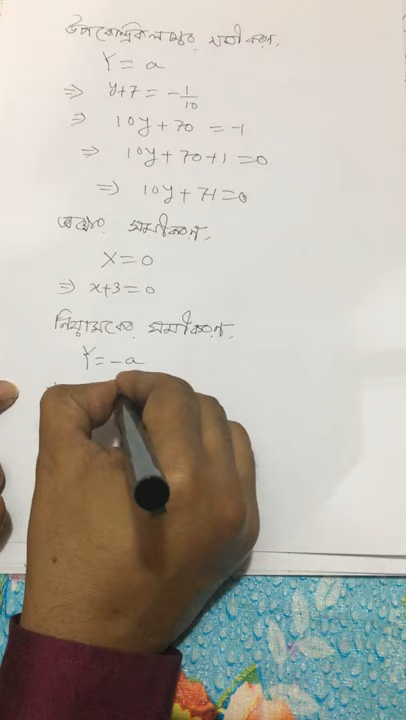 উপকেন্দ্রিকলম্বের সমীকরণ,
Y = a
⇒ y+7 = -1/10
⇒ 10y + 70 = -1
⇒ 10y + 70 + 1 = 0
⇒ 10y + 71 = 0
অক্ষের সমীকরণ,
X = 0
⇒ x+3 = 0
নিয়ামকের সমীকরণ,
Y = -a